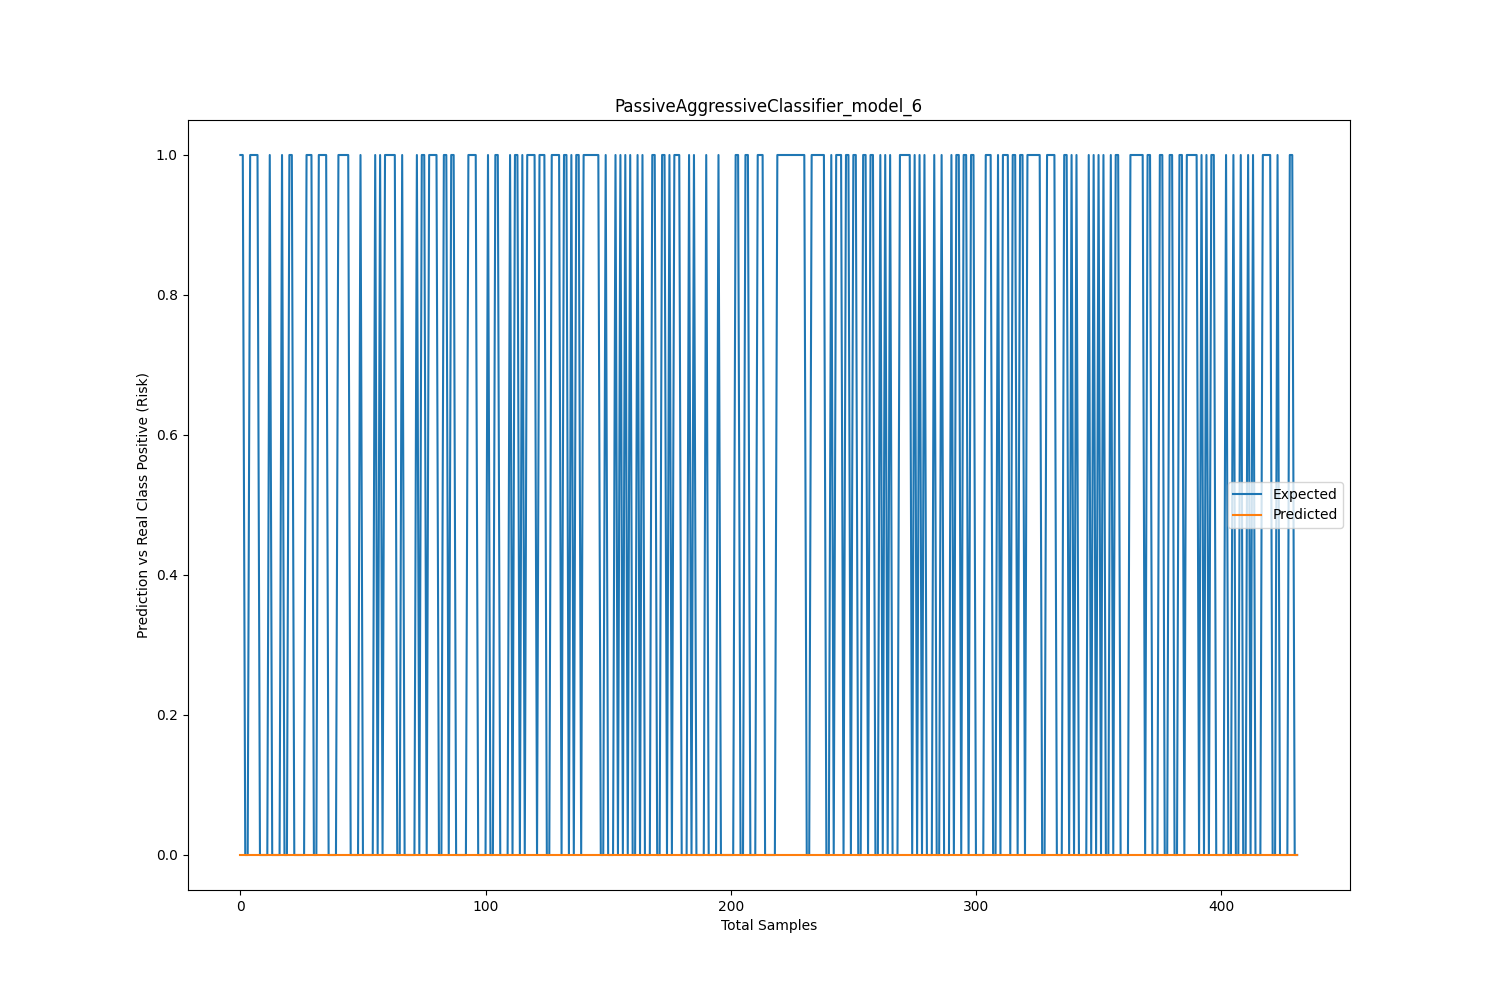 PassiveAggressiveClassifier_model_6
Prediction vs Real Class Positive (Risk)
1.0
0.8
0.6
0.4
0.2
0.0
Expected
Predicted
0 100 200 300 400
Total Samples